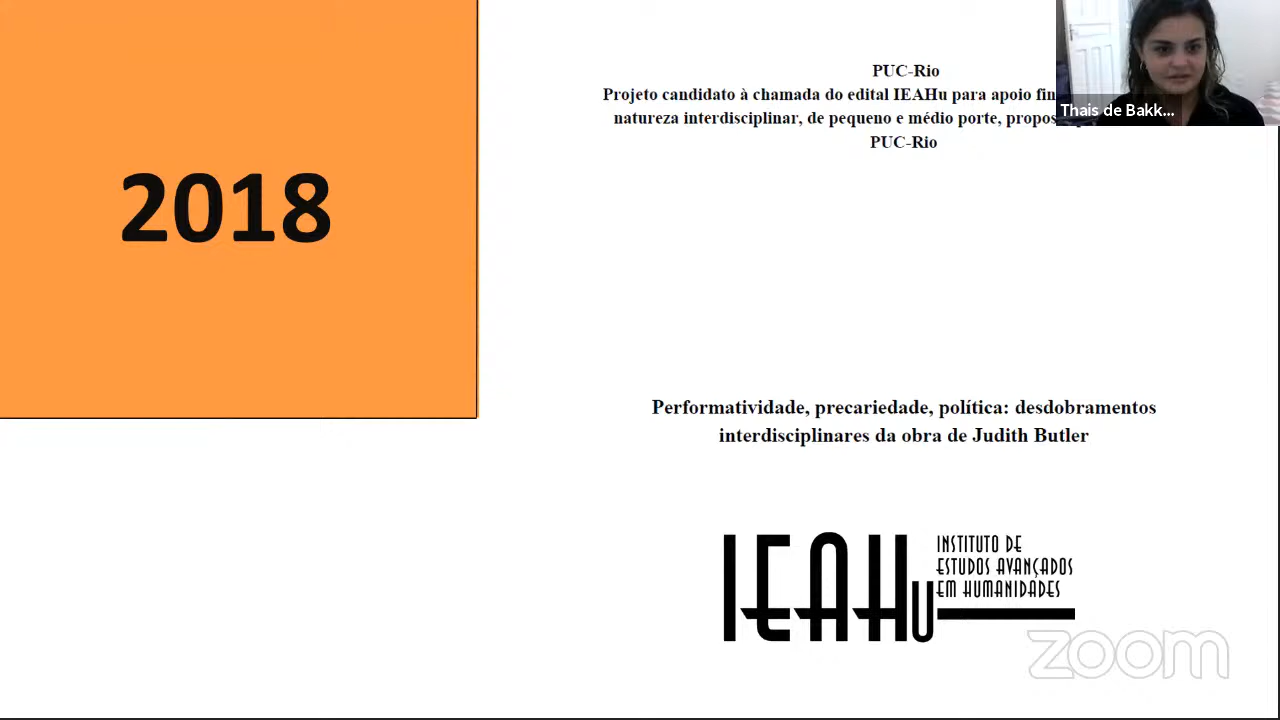 2018
PUC-Rio
Projeto candidato à chamada do edital IEAHu para apoio
natureza interdisciplinar, de pequeno e médio porte,
PUC-Rio
Thais de Bakk...
Performatividade, precariedade, política: desdobramentos
interdisciplinares da obra de Judith Butler
IEAHU
INSTITUTO DE
ESTUDOS AVANÇADOS
EM HUMANIDADES
zoom